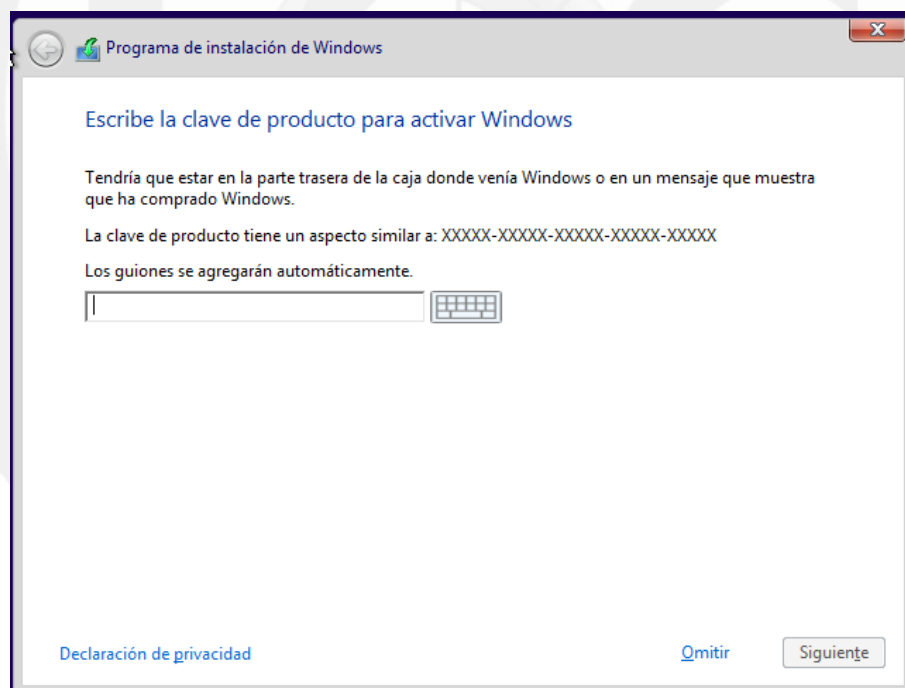 Programa de instalación de Windows
Escribe la clave de producto para activar Windows
Tendría que estar en la parte trasera de la caja donde venía Windows o en un mensaje que muestra
que ha comprado Windows.
La clave de producto tiene un aspecto similar a: XXXXX-XXXXX-XXXXX-XXXXX-XXXXX
Los guiones se agregarán automáticamente.
Declaración de privacidad
Omitir
Siguiente